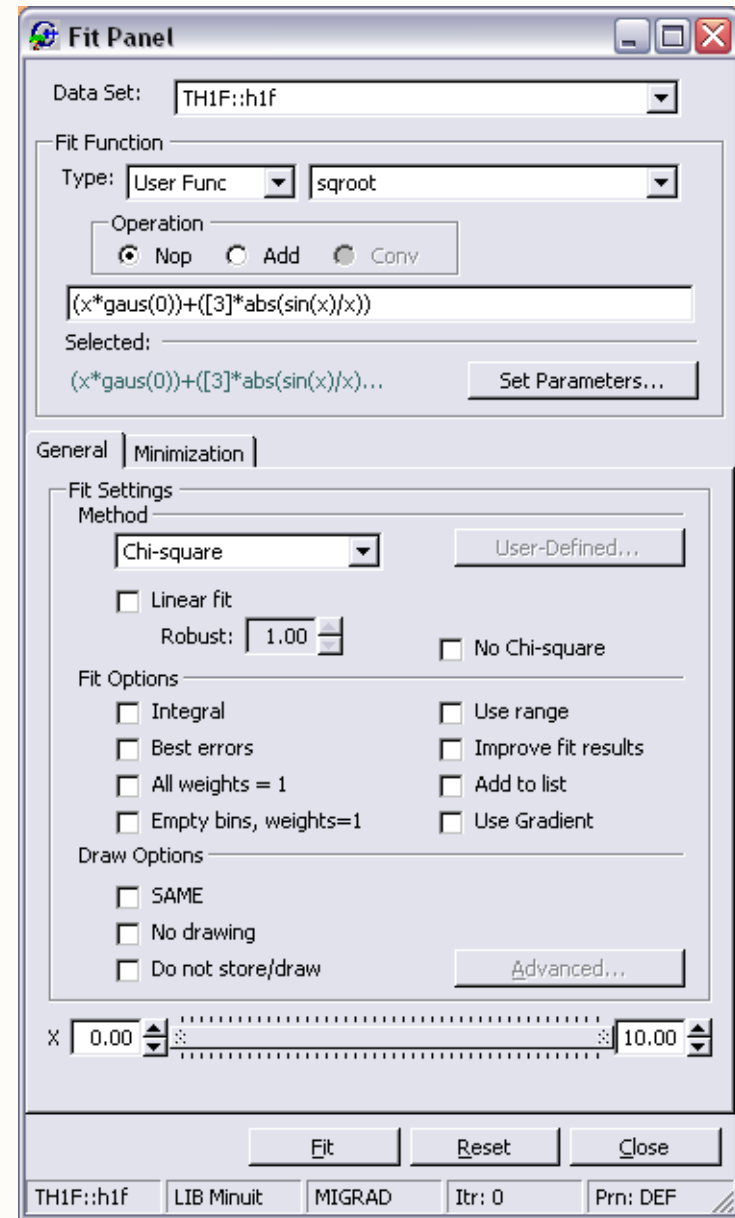 Fit Panel
Data Set: TH1F::h1f
Fit Function
Type: User Func sqroot
Operation
Nop Add Conv
(x*gaus(0))+([3]*abs(sin(x)/x))
Selected:
(x*gaus(0))+([3]*abs(sin(x)/x)... Set Parameters...
General Minimization
Fit Settings
Method
Chi-square User-Defined...
Linear fit
Robust: 1.00 No Chi-square
Fit Options
Integral Use range
Best errors Improve fit results
All weights = 1 Add to list
Empty bins, weights=1 Use Gradient
Draw Options
SAME
No drawing
Do not store/draw Advanced...
X 0.00 10.00
Fit Reset Close
TH1F::h1f LIB Minuit MIGRAD Itr: 0 Prn: DEF